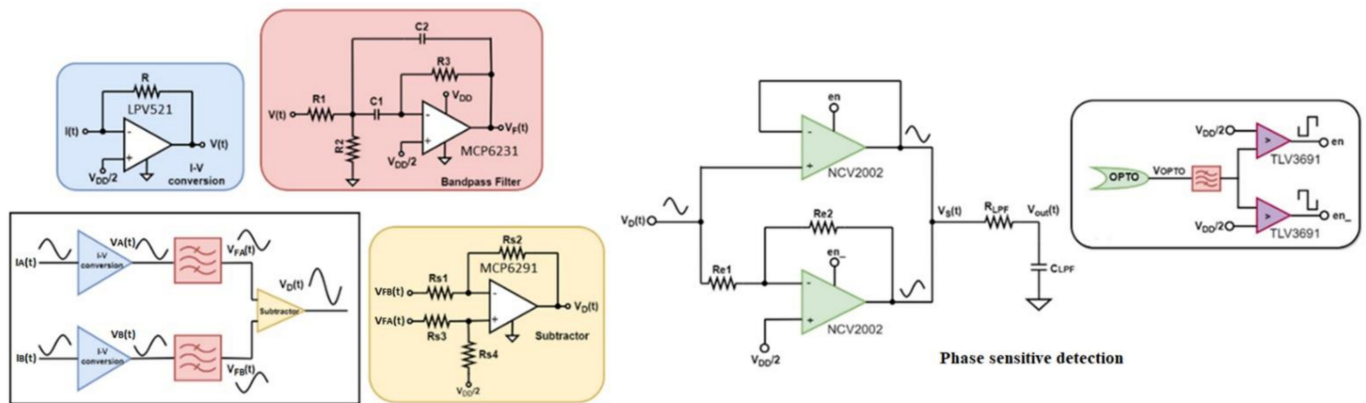 R
LPV521
I(t)
-
+
V(t)
VDD/2
I-V
conversion
C2
R3
R1
C1
VDD
V(t)
-
+
VF(t)
R2
MCP6231
VDD/2
Bandpass Filter
IA(t)
I-V
conversion
VA(t)
VFA(t)
VD(t)
Subtractor
IB(t)
I-V
conversion
VB(t)
VFB(t)
Rs2
MCP6291
Rs1
VFB(t)
-
VD(t)
VFA(t)
+
Rs3
Subtractor
Rs4
VDD/2
en
-
+
NCV2002
VD(t)
VS(t)
RLPF
Vout(t)
Re2
CLPF
en_
Re1
-
+
NCV2002
VDD/2
Phase sensitive detection
VDD/2
>
en
TLV3691
OPTO
VOPTO
>
en_
VDD/2
TLV3691